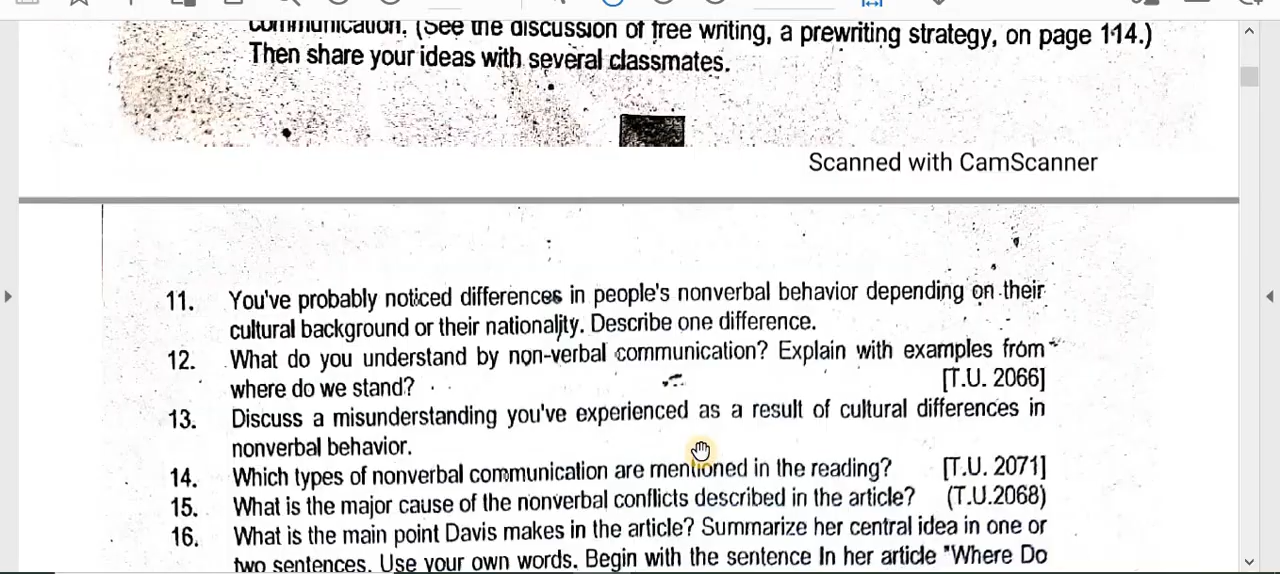 communication. (See the discussion of free writing, a prewriting strategy, on page 114.)
Then share your ideas with several classmates.
Scanned with CamScanner
11. You've probably noticed differences in people's nonverbal behavior depending on their
cultural background or their nationality. Describe one difference.
12. What do you understand by non-verbal communication? Explain with examples from
where do we stand? [T.U. 2066]
13. Discuss a misunderstanding you've experienced as a result of cultural differences in
nonverbal behavior.
14. Which types of nonverbal communication are mentioned in the reading? [T.U. 2071]
15. What is the major cause of the nonverbal conflicts described in the article? (T.U.2068)
16. What is the main point Davis makes in the article? Summarize her central idea in one or
two sentences. Use your own words. Begin with the sentence In her article "Where Do